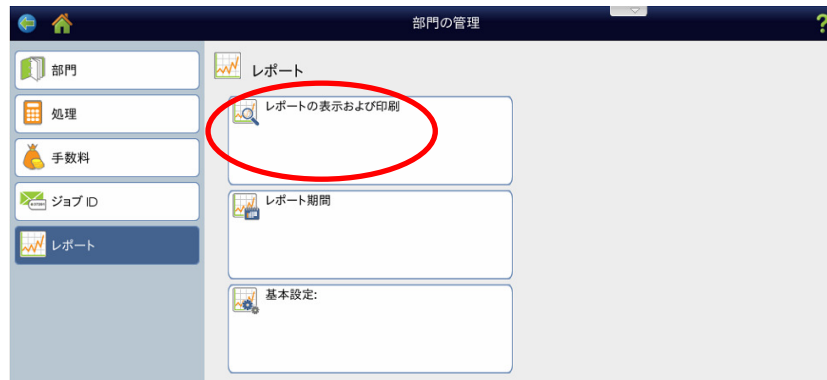 部門の管理
?
部門
処理
手数料
ジョブ ID
レポート
レポート
レポートの表示および印刷
レポート期間
基本設定: